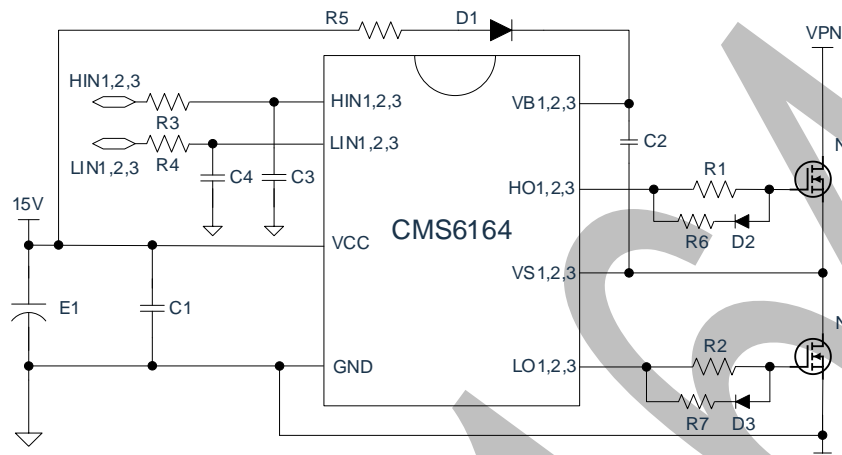 R5
D1
VPN
HIN1,2,3
HIN1,2,3
VB1,2,3
R3
LIN1,2,3
C2
R4
LIN1,2,3
C4
C3
R1
N
HO1,2,3
15V
R6
D2
VCC
CMS6164
VS1,2,3
E1
C1
N
R2
GND
LO1,2,3
R7
D3